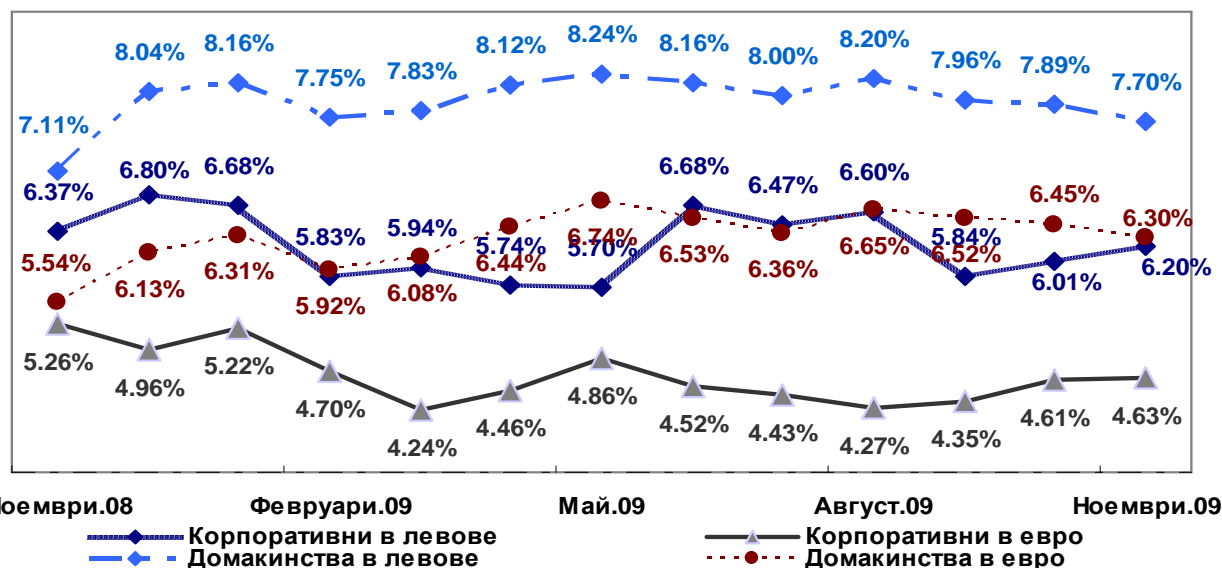 8.04% 8.16% 7.75% 7.83% 8.12% 8.24% 8.16% 8.00% 8.20% 7.96% 7.89% 7.70%
7.11%
6.37% 6.80% 6.68% 5.83% 5.94% 5.74% 5.70% 6.68% 6.47% 6.60% 5.84% 6.01% 6.20%
5.54% 6.13% 6.31% 5.92% 6.08% 6.44% 6.74% 6.53% 6.36% 6.65% 6.52% 6.45% 6.30%
5.26% 4.96% 5.22% 4.70% 4.24% 4.46% 4.86% 4.52% 4.43% 4.27% 4.35% 4.61% 4.63%
оември.08 Февруари.09 Май.09 Август.09 Ноември.09
Корпоративни в левове Корпоративни в евро
Домакинства в левове Домакинства в евро